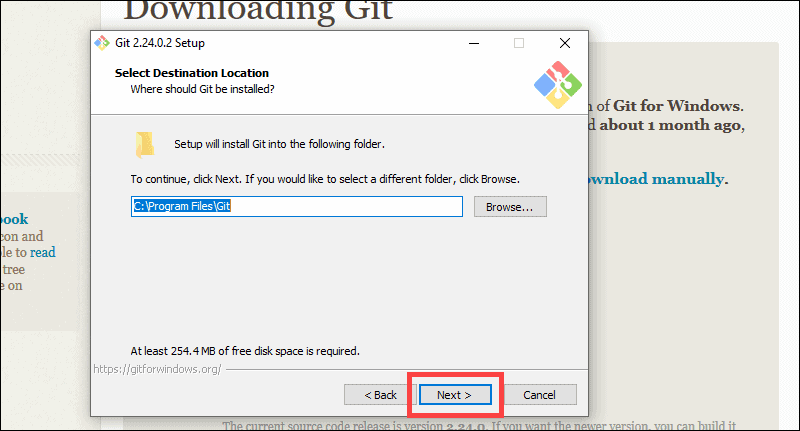 Downloading Git
Git 2.24.0.2 Setup
Select Destination Location
Where should Git be installed?
n of Git for Windows.
d about 1 month ago,
Setup will install Git into the following folder.
To continue, click Next. If you would like to select a different folder, click Browse.
ownload manually.
C:\Program Files\Git
Browse...
ook
con and
ble to read
tree
e on
At least 254.4 MB of free disk space is required.
https://gitforwindows.org/
< Back
Next >
Cancel
The current source code release is version 2.24.0. If you want the newer version, you can build it